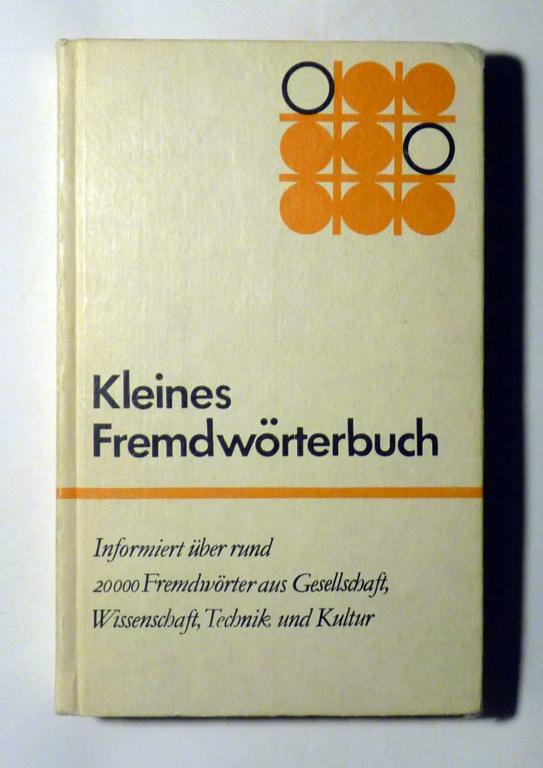 Kleines
Fremdwörterbuch
Informiert über rund
20000 Fremdwörter aus Gesellschaft,
Wissenschaft, Technik und Kultur